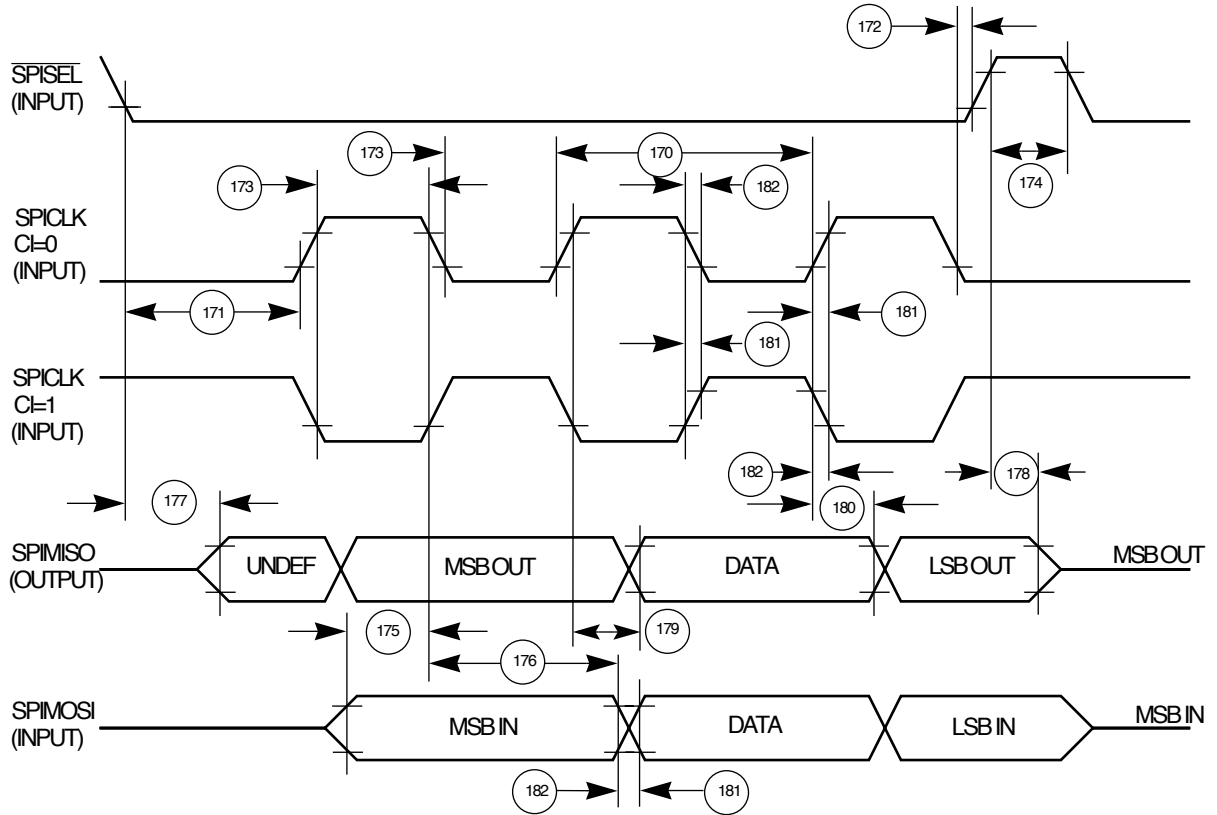 172
SPISEL
(INPUT)
173
170
173
182
174
SPICLK
CI=0
(INPUT)
171
181
181
SPICLK
CI=1
(INPUT)
182
178
177
180
SPIMISO
(OUTPUT)
UNDEF
MSB OUT
DATA
LSB OUT
MSB OUT
175
179
176
SPIMOSI
(INPUT)
MSB IN
DATA
LSB IN
MSB IN
182
181